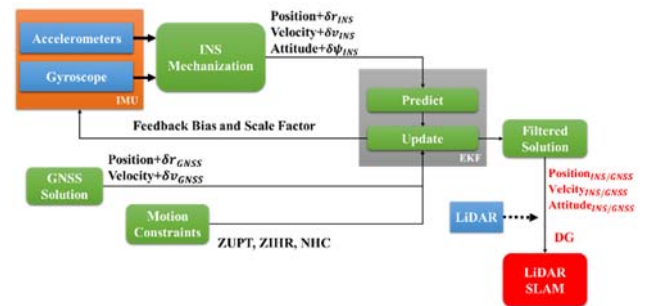 Accelerometers
Gyroscope
IMU
INS
Mechanization
Position+δr_INS
Velocity+δv_INS
Attitude+δψ_INS
Predict
Update
EKF
Filtered
Solution
Feedback Bias and Scale Factor
GNSS
Solution
Position+δr_GNSS
Velocity+δv_GNSS
Motion
Constraints
ZUPT, ZIHR, NHC
Position_INS/GNSS
Velcity_INS/GNSS
Attitude_INS/GNSS
LiDAR
DG
LiDAR
SLAM